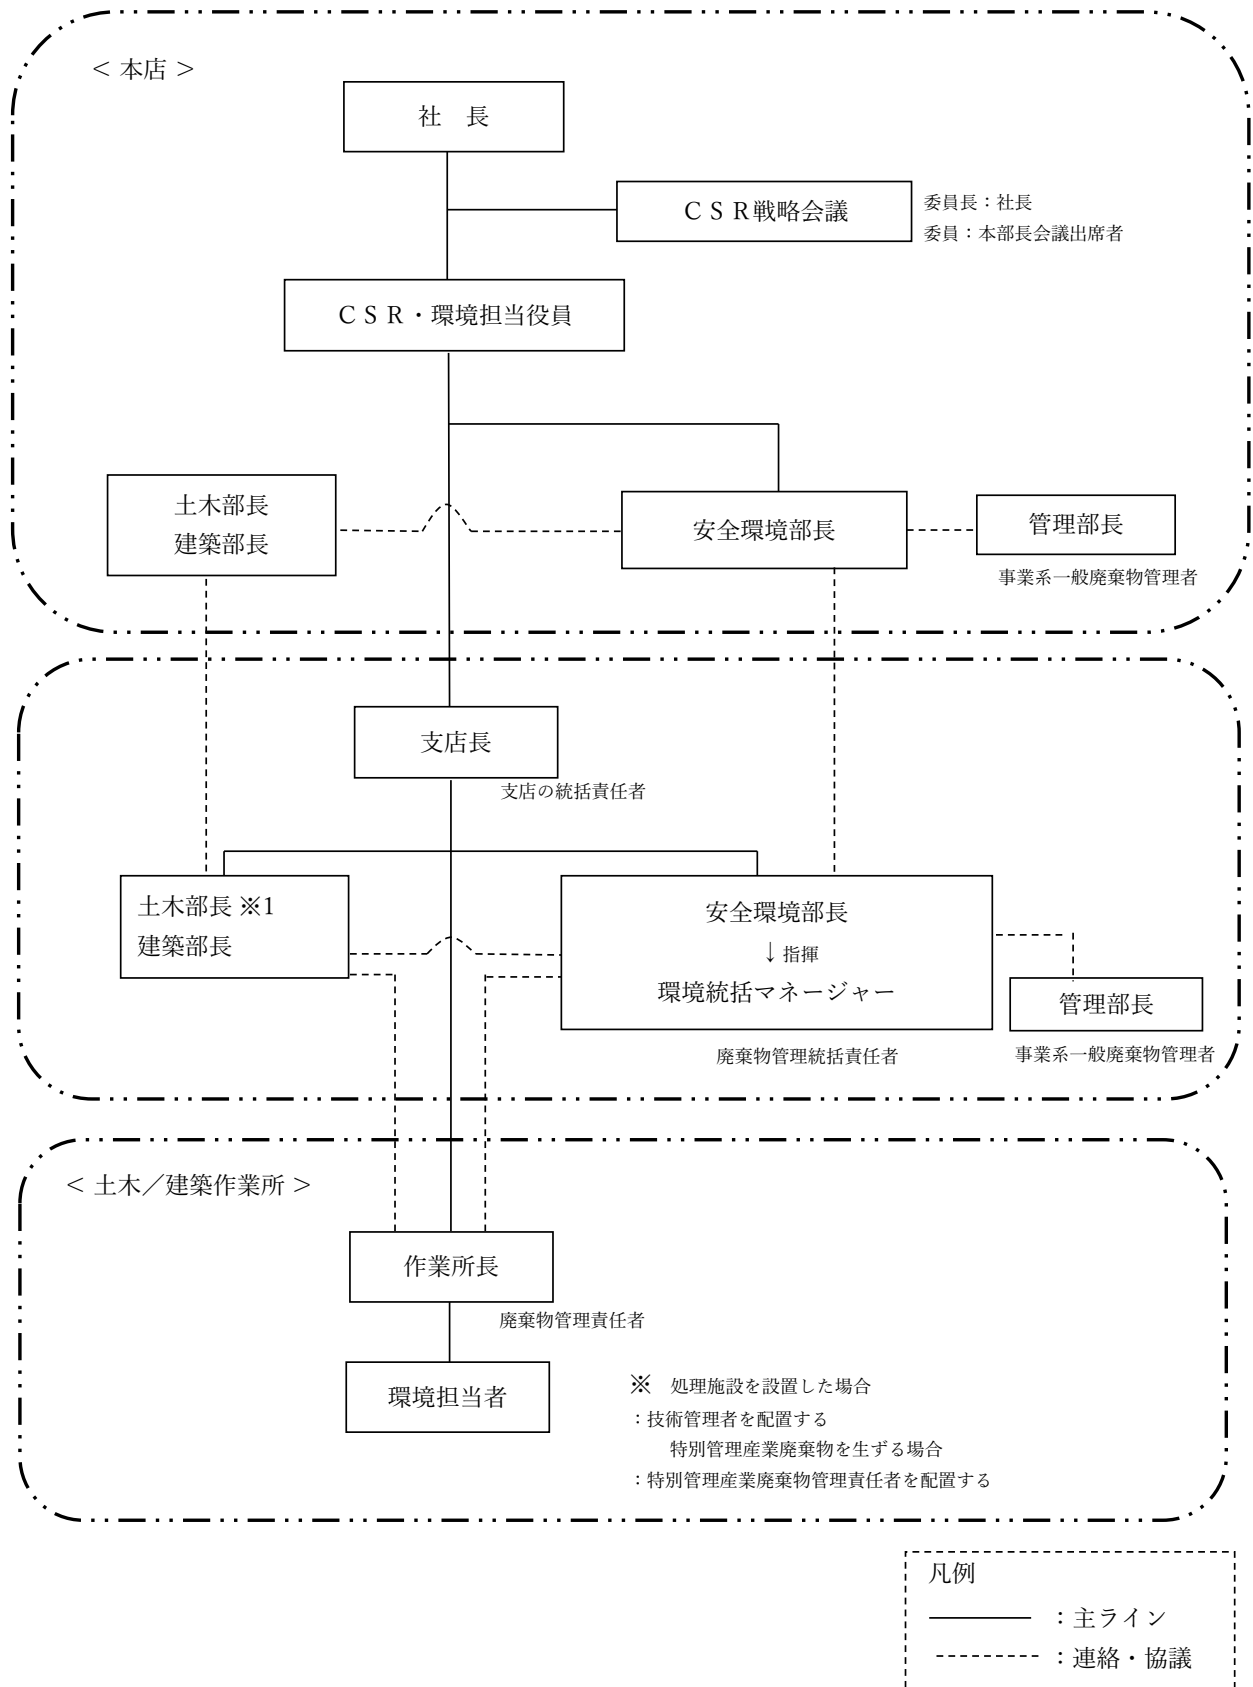 ＜ 本店 ＞
社　長
ＣＳＲ戦略会議
委員長：社長
委員：本部長会議出席者
ＣＳＲ・環境担当役員
土木部長
建築部長
安全環境部長
管理部長
事業系一般廃棄物管理者
支店長
支店の統括責任者
土木部長 ※1
建築部長
安全環境部長
↓ 指揮
環境統括マネージャー
廃棄物管理統括責任者
管理部長
事業系一般廃棄物管理者
＜ 土木／建築作業所 ＞
作業所長
廃棄物管理責任者
環境担当者
※　処理施設を設置した場合
：技術管理者を配置する
特別管理産業廃棄物を生ずる場合
：特別管理産業廃棄物管理責任者を配置する
凡例
：主ライン
：連絡・協議